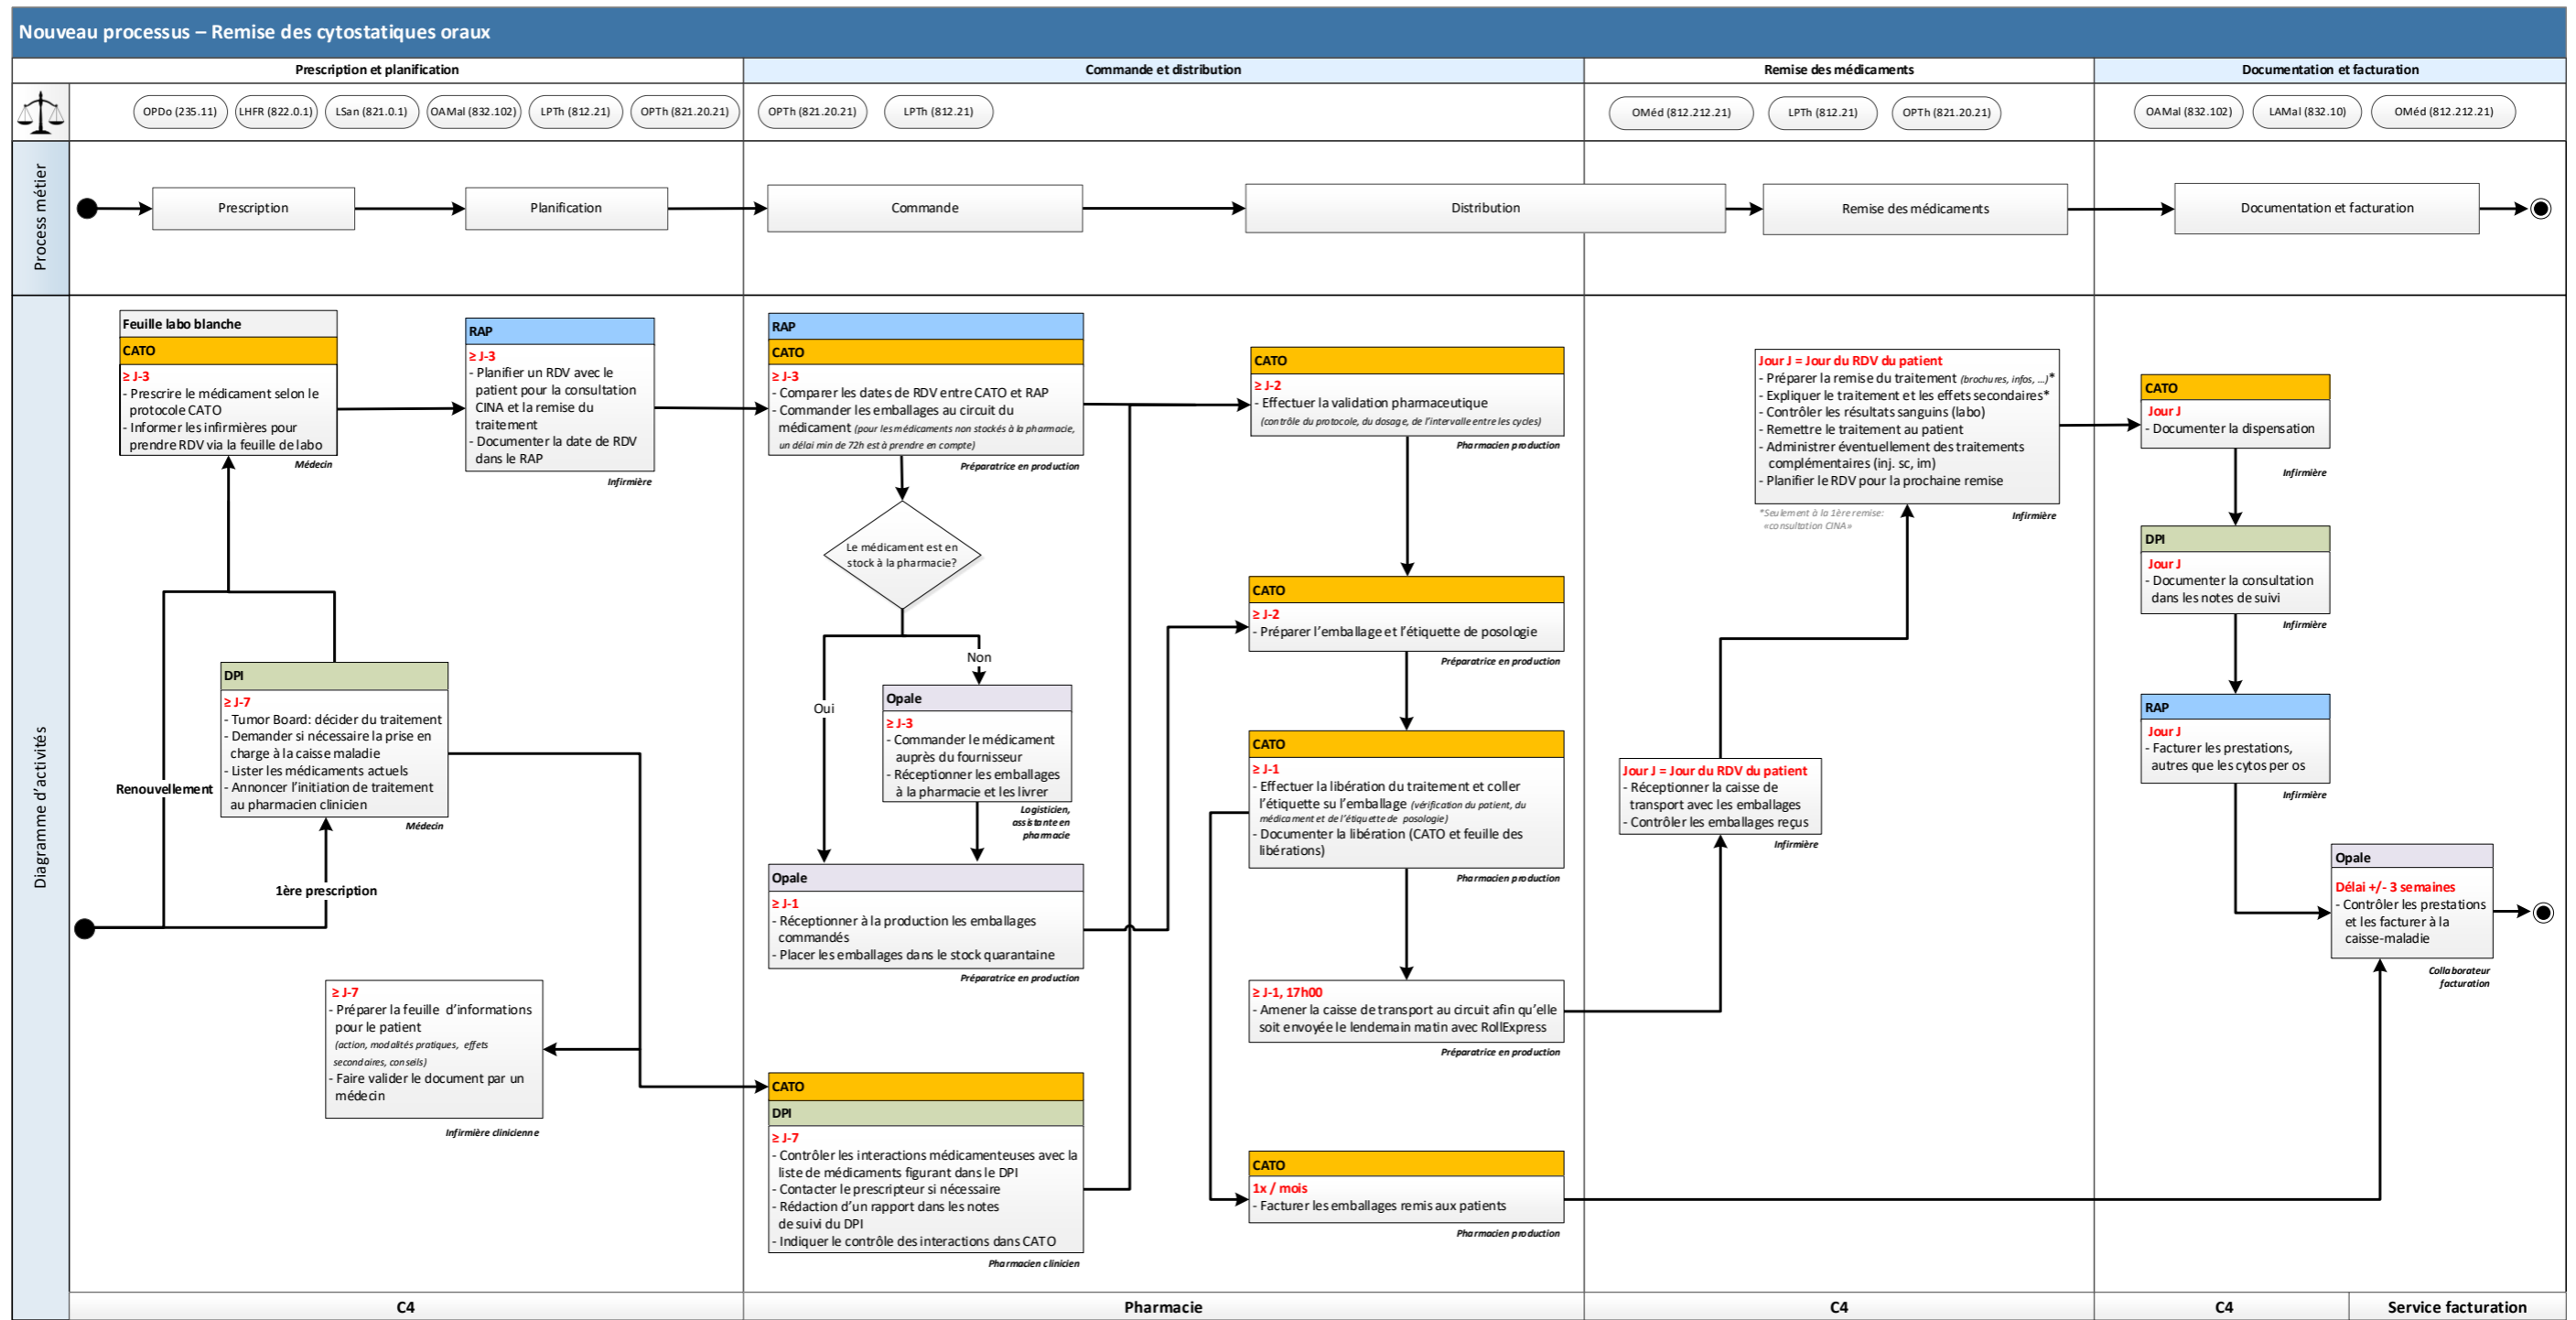 Nouveau processus – Remise des cytostatiques oraux
Prescription et planification
Commande et distribution
Remise des médicaments
Documentation et facturation
OPDo (235.11)
LHFR (822.0.1)
LSan (821.0.1)
OAMal (832.102)
LPTh (812.21)
OPTh (821.20.21)
OPTh (821.20.21)
LPTh (812.21)
OMéd (812.212.21)
LPTh (812.21)
OPTh (821.20.21)
OAMal (832.102)
LAMal (832.10)
OMéd (812.212.21)
Process métier
Prescription
Planification
Commande
Distribution
Remise des médicaments
Documentation et facturation
Diagramme d'activités
Feuille labo blanche
CATO
≥ J-3
- Prescrire le médicament selon le
protocole CATO
- Informer les infirmières pour
prendre RDV via la feuille de labo
Médecin
RAP
≥ J-3
- Planifier un RDV avec le
patient pour la consultation
CINA et la remise du
traitement
- Documenter la date de RDV
dans le RAP
Infirmière
DPI
≥ J-7
- Tumor Board: décider du traitement
- Demander si nécessaire la prise en
charge à la caisse maladie
- Lister les médicaments actuels
- Annoncer l'initiation de traitement
au pharmacien clinicien
Médecin
Renouvellement
1ère prescription
≥ J-7
- Préparer la feuille d'informations
pour le patient
(action, modalités pratiques, effets
secondaires, conseils)
- Faire valider le document par un
médecin
Infirmière clinicienne
RAP
CATO
≥ J-3
- Comparer les dates de RDV entre CATO et RAP
- Commander les emballages au circuit du
médicament (pour les médicaments non stockés à la pharmacie,
un délai min de 72h est à prendre en compte)
Préparatrice en production
Le médicament est en
stock à la pharmacie?
Oui
Non
Opale
≥ J-3
- Commander le médicament
auprès du fournisseur
- Réceptionner les emballages
à la pharmacie et les livrer
Logisticien,
assistante en
pharmacie
Opale
≥ J-1
- Réceptionner à la production les emballages
commandés
- Placer les emballages dans le stock quarantaine
Préparatrice en production
CATO
DPI
≥ J-7
- Contrôler les interactions médicamenteuses avec la
liste de médicaments figurant dans le DPI
- Contacter le prescripteur si nécessaire
- Rédaction d'un rapport dans les notes
de suivi du DPI
- Indiquer le contrôle des interactions dans CATO
Pharmacien clinicien
CATO
≥ J-2
- Effectuer la validation pharmaceutique
(contrôle du protocole, du dosage, de l'intervalle entre les cycles)
Pharmacien production
CATO
≥ J-2
- Préparer l'emballage et l'étiquette de posologie
Préparatrice en production
CATO
≥ J-1
- Effectuer la libération du traitement et coller
l'étiquette su l'emballage (vérification du patient, du
médicament et de l'étiquette de posologie)
- Documenter la libération (CATO et feuille des
libérations)
Pharmacien production
≥ J-1, 17h00
- Amener la caisse de transport au circuit afin qu'elle
soit envoyée le lendemain matin avec RollExpress
Préparatrice en production
CATO
1x / mois
- Facturer les emballages remis aux patients
Pharmacien production
Jour J = Jour du RDV du patient
- Préparer la remise du traitement (brochures, infos, ...)*
- Expliquer le traitement et les effets secondaires*
- Contrôler les résultats sanguins (labo)
- Remettre le traitement au patient
- Administrer éventuellement des traitements
complémentaires (inj. sc, im)
- Planifier le RDV pour la prochaine remise
*Seulement à la 1ère remise:
«consultation CINA»
Infirmière
Jour J = Jour du RDV du patient
- Réceptionner la caisse de
transport avec les emballages
- Contrôler les emballages reçus
Infirmière
CATO
Jour J
- Documenter la dispensation
Infirmière
DPI
Jour J
- Documenter la consultation
dans les notes de suivi
Infirmière
RAP
Jour J
- Facturer les prestations,
autres que les cytos per os
Infirmière
Opale
Délai +/- 3 semaines
- Contrôler les prestations
et les facturer à la
caisse-maladie
Collaborateur
facturation
C4
Pharmacie
C4
C4
Service facturation